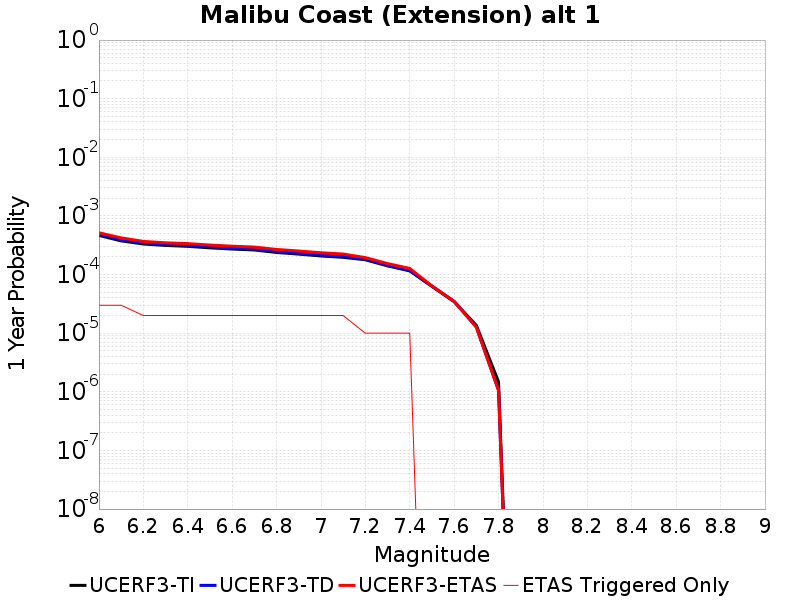 Malibu Coast (Extension) alt 1
10^0
10^-1
10^-2
10^-3
10^-4
10^-5
10^-6
10^-7
10^-8
1 Year Probability
6 6.2 6.4 6.6 6.8 7 7.2 7.4 7.6 7.8 8 8.2 8.4 8.6 8.8 9
Magnitude
UCERF3-TI UCERF3-TD UCERF3-ETAS ETAS Triggered Only